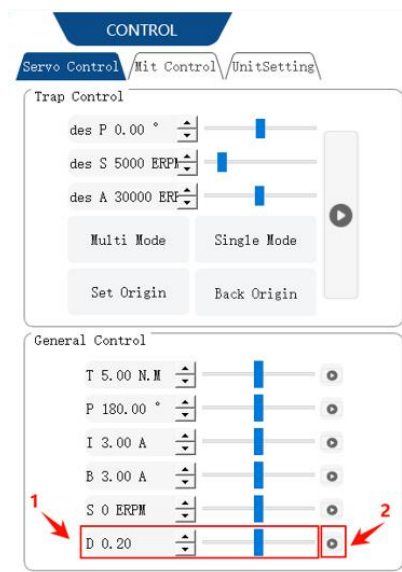 CONTROL
Servo Control Mit Control UnitSetting
Trap Control
des P 0.00 °
des S 5000 ERPM
des A 30000 ERP
Multi Mode Single Mode
Set Origin Back Origin
General Control
T 5.00 N.M
P 180.00 °
I 3.00 A
B 3.00 A
S 0 ERPM
1 2
D 0.20